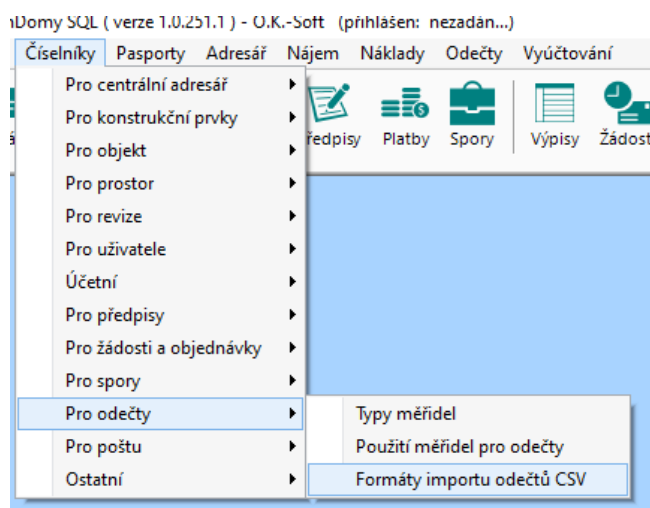 nDomy SQL ( verze 1.0.251.1 ) - O.K.-Soft (přihlášen: nezadán...)
Číselníky Pasporty Adresář Nájem Náklady Odečty Vyúčtování
Předpisy Platby Spory Výpisy Žádost
Pro centrální adresář
Pro konstrukční prvky
Pro objekt
Pro prostor
Pro revize
Pro uživatele
Účetní
Pro předpisy
Pro žádosti a objednávky
Pro spory
Pro odečty
Typy měřidel
Pro poštu
Použití měřidel pro odečty
Ostatní
Formáty importu odečtů CSV